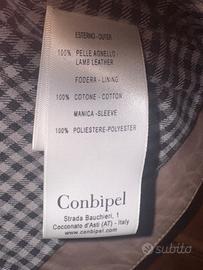 ESTERNO - OUTER
100% PELLE AGNELLO
LAMB LEATHER
FODERA - LINING
100% COTONE - COTTON
MANICA - SLEEVE
100% POLIESTERE-POLYESTER
Conbipel
Strada Bauchieri, 1
Cocconato d'Asti (AT) - Italy
www.conbipel.com
subito